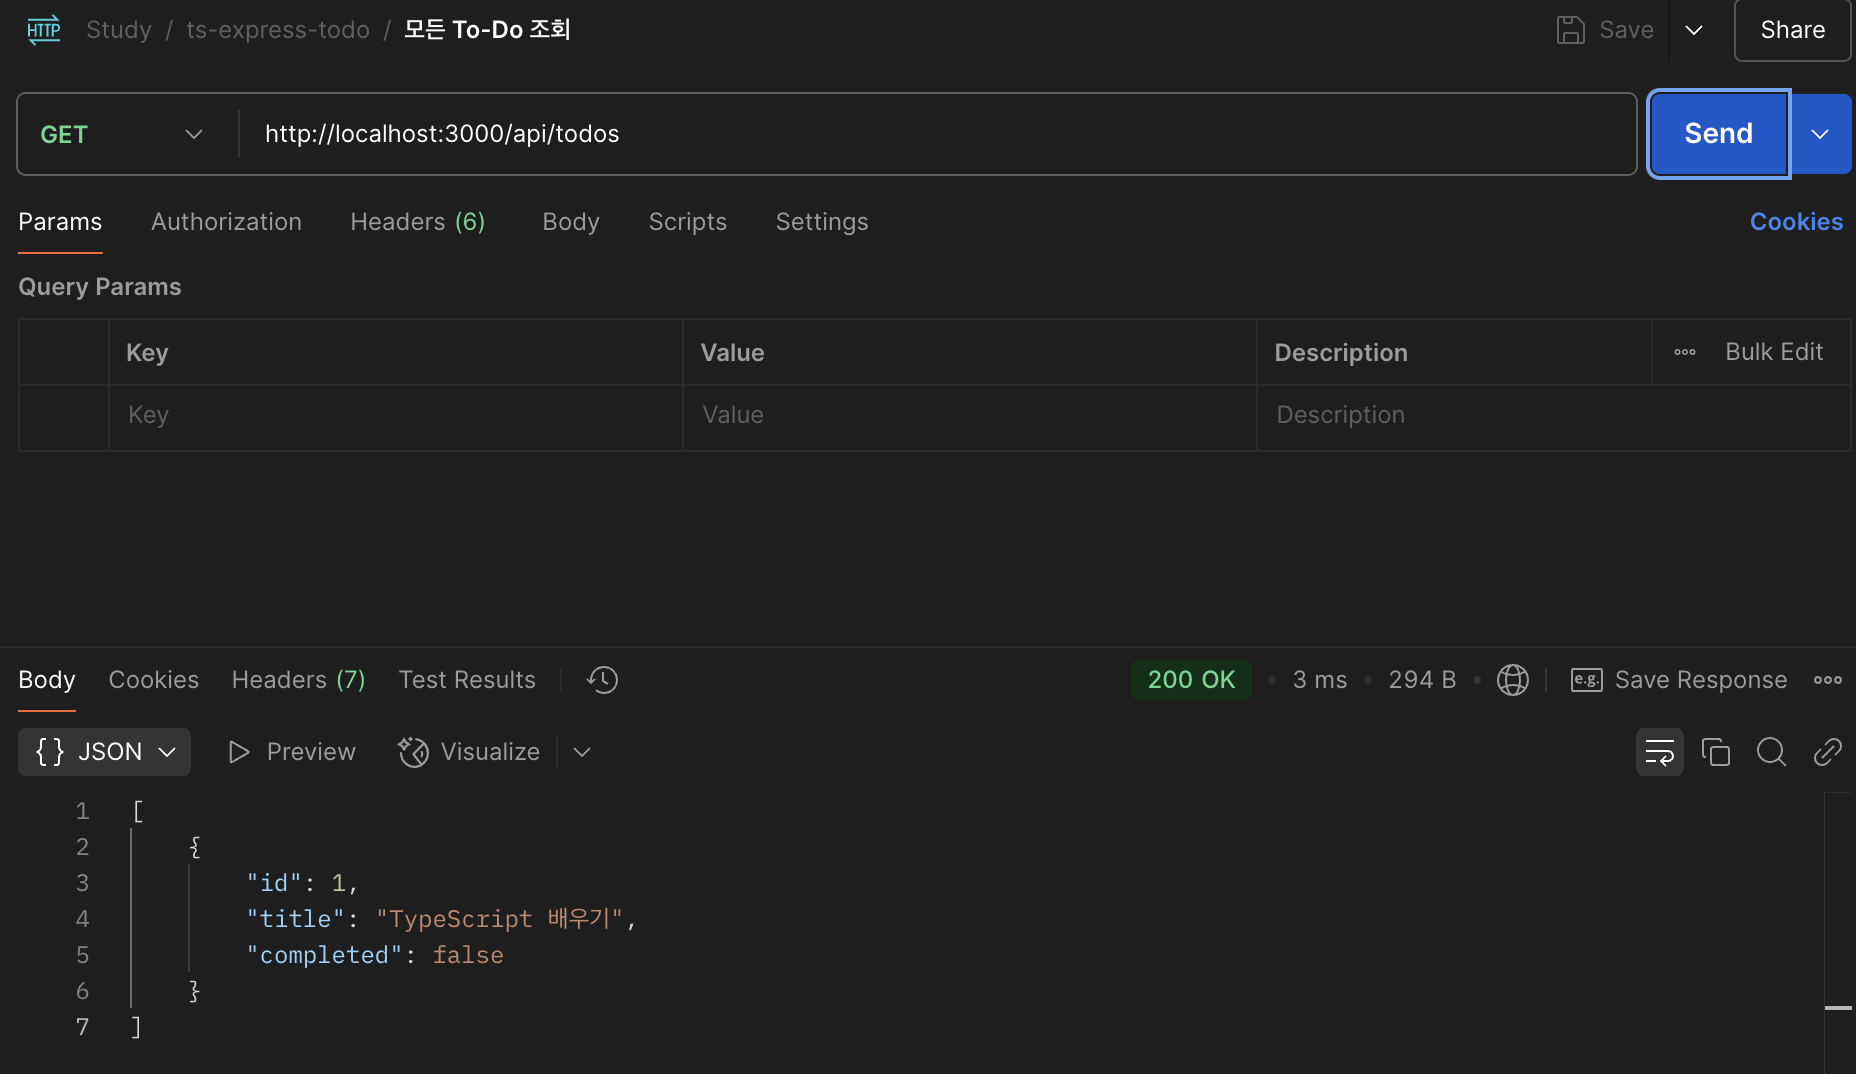 HTTP Study / ts-express-todo / 모든 To-Do 조회 Save Share
GET http://localhost:3000/api/todos Send
Params Authorization Headers (6) Body Scripts Settings Cookies
Query Params
Key Value Description Bulk Edit
Key Value Description
Body Cookies Headers (7) Test Results 200 OK • 3 ms • 294 B • e.g. Save Response
{ } JSON Preview Visualize
1 [
2 {
3 "id": 1,
4 "title": "TypeScript 배우기",
5 "completed": false
6 }
7 ]